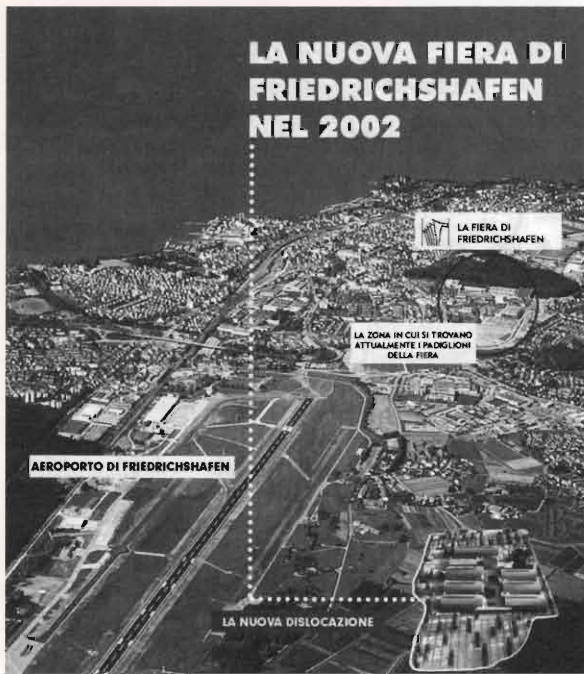 LA NUOVA FIERA DI
FRIEDRICHSHAFEN
NEL 2002
LA FIERA DI
FRIEDRICHSHAFEN
LA ZONA IN CUI SI TROVANO
ATTUALMENTE I PADIGLIONI
DELLA FIERA
AEROPORTO DI FRIEDRICHSHAFEN
LA NUOVA DISLOCAZIONE